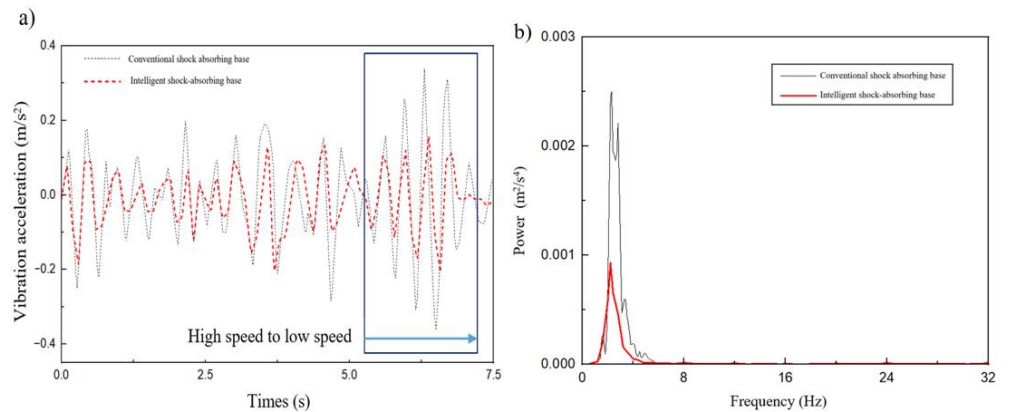 a)
0.4
0.2
0.0
−0.2
−0.4
Vibration acceleration (m/s²)
Conventional shock absorbing base
Intelligent shock-absorbing base
High speed to low speed
0.0 2.5 5.0 7.5
Times (s)
b)
0.003
0.002
0.001
0.000
Power (m²/s⁴)
Conventional shock absorbing base
Intelligent shock-absorbing base
0 8 16 24 32
Frequency (Hz)